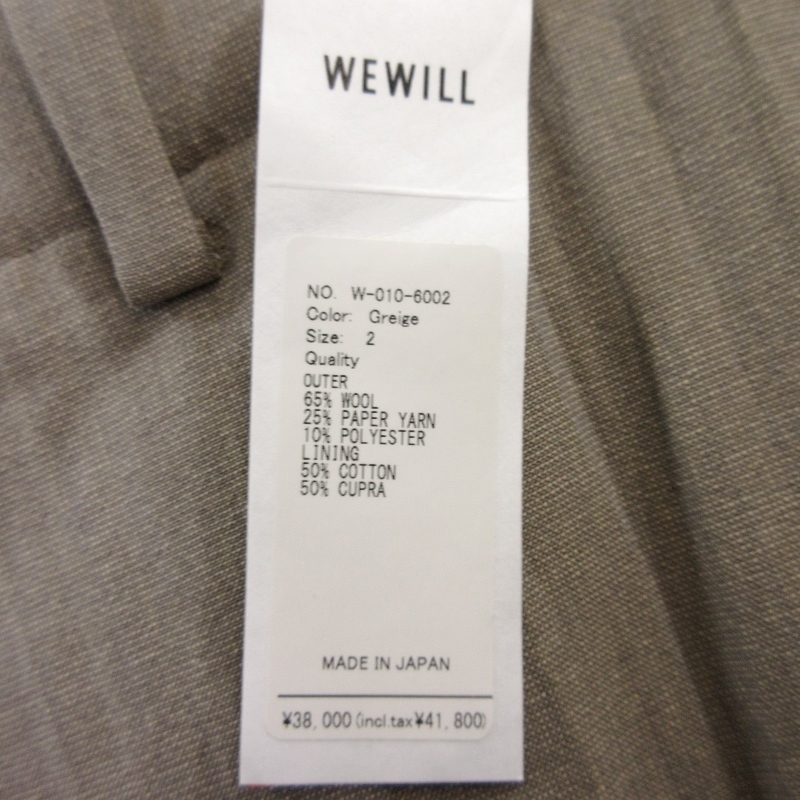 WEWILL
NO. W-010-6002
Color: Greige
Size: 2
Quality
OUTER
65% WOOL
25% PAPER YARN
10% POLYESTER
LINING
50% COTTON
50% CUPRA
MADE IN JAPAN
¥38,000(incl.tax¥41,800)